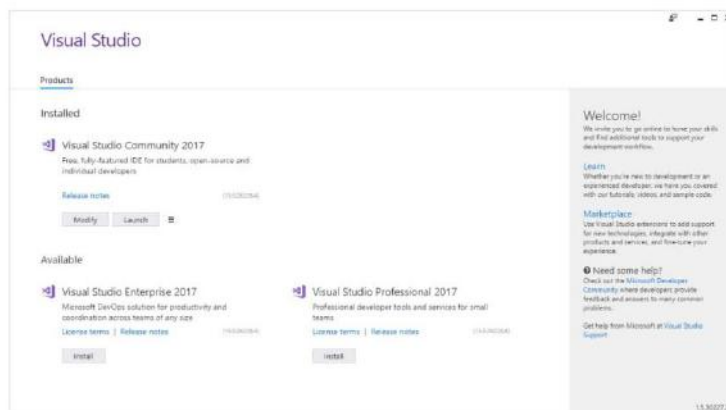 Visual Studio
Products
Installed
Visual Studio Community 2017
Free, fully-featured IDE for students, open-source and
individual developers
Release notes
Modify
Launch
Available
Visual Studio Enterprise 2017
Microsoft DevOps solution for productivity and
coordination across teams of any size
License terms | Release notes
Install
Visual Studio Professional 2017
Professional developer tools and services for small
teams
License terms | Release notes
Install
Welcome!
We invite you to go online to hone your skills
and find additional tools to support your
development workflow.
Learn
Whether you're new to development or an
experienced developer, we have you covered
with our tutorials, videos, and sample code.
Marketplace
Use Visual Studio extensions to add support
for new technologies, integrate with other
products and services, and fine-tune your
experience.
Need some help?
Check out the Microsoft Developer
Community where developers provide
feedback and answers to many common
problems.
Get help from Microsoft at Visual Studio
Support